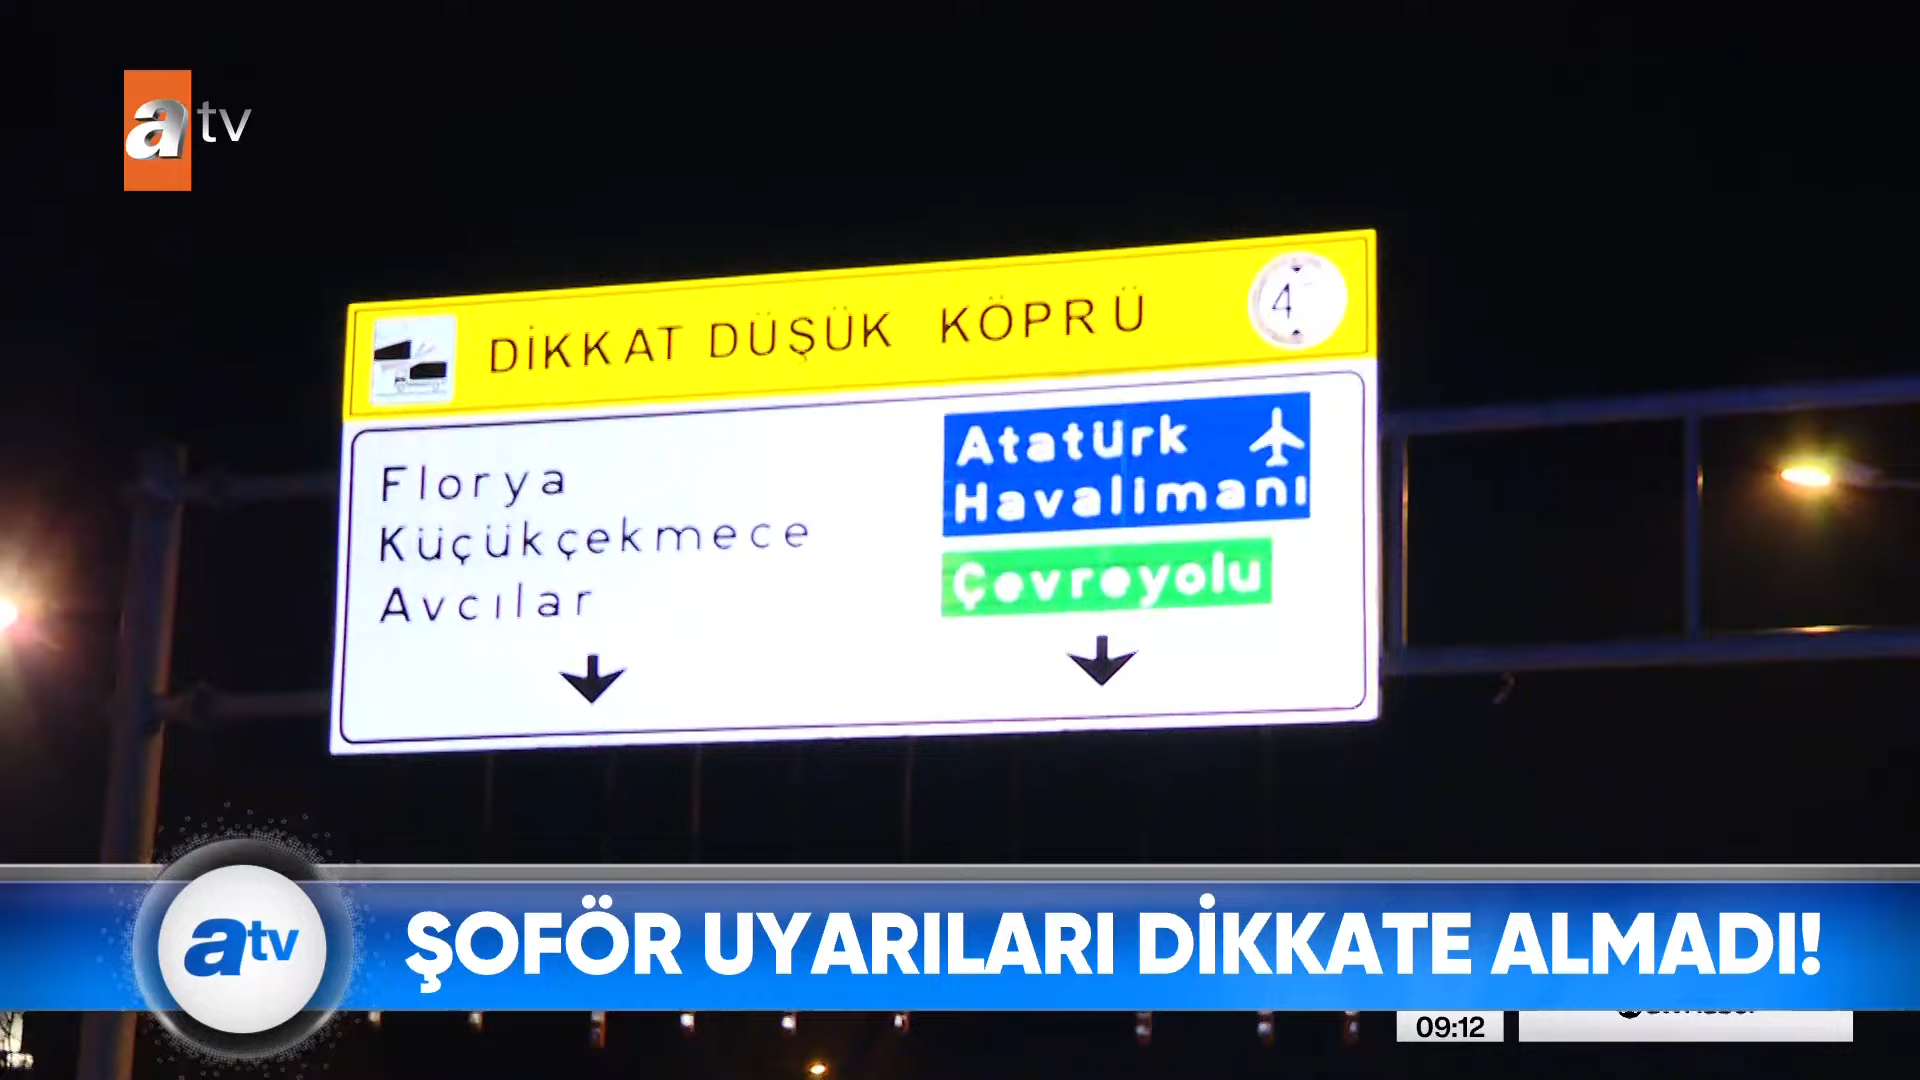 atv
DİKKAT DÜŞÜK KÖPRÜ
4
Florya
Küçükçekmece
Avcılar
Atatürk
Havalimanı
Çevreyolu
atv
ŞOFÖR UYARILARI DİKKATE ALMADI!
09:12